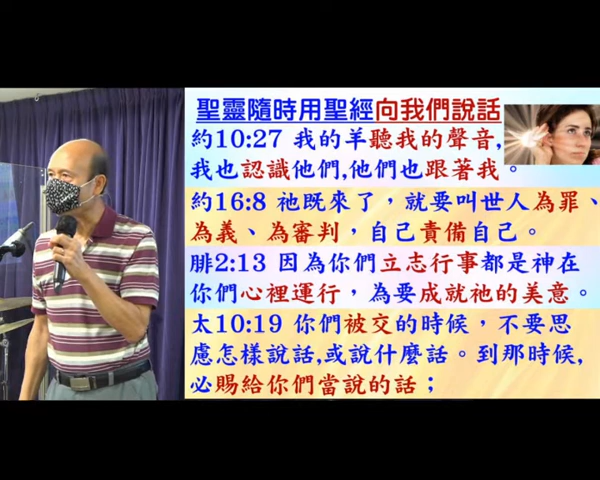 聖靈隨時用聖經向我們說話
約10:27 我的羊聽我的聲音,
我也認識他們,他們也跟著我。
約16:8 祂既來了，就要叫世人為罪、
為義、為審判，自己責備自己。
腓2:13 因為你們立志行事都是神在
你們心裡運行，為要成就祂的美意。
太10:19 你們被交的時候，不要思
慮怎樣說話,或說什麼話。到那時候,
必賜給你們當說的話；